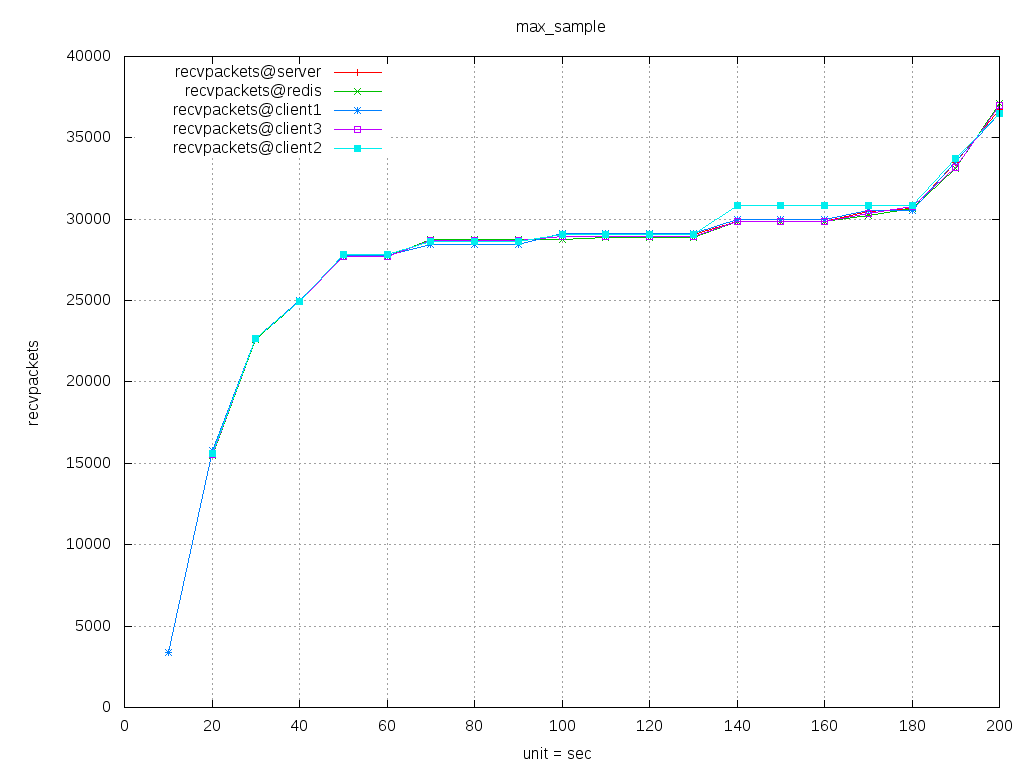 max_sample
40000
35000
30000
25000
20000
15000
10000
5000
0
recvpackets@server
recvpackets@redis
recvpackets@client1
recvpackets@client3
recvpackets@client2
recvpackets
0 20 40 60 80 100 120 140 160 180 200
unit = sec